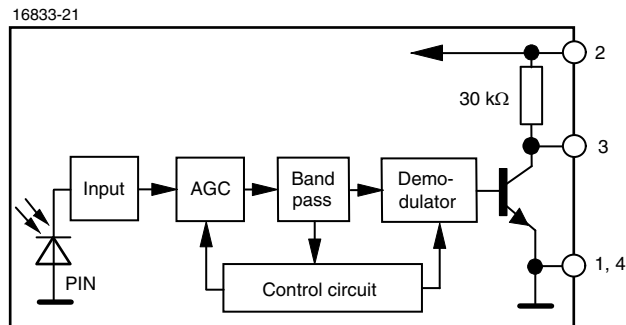 16833-21
2
30 kΩ
3
Input
AGC
Band
pass
Demo-
dulator
1, 4
PIN
Control circuit